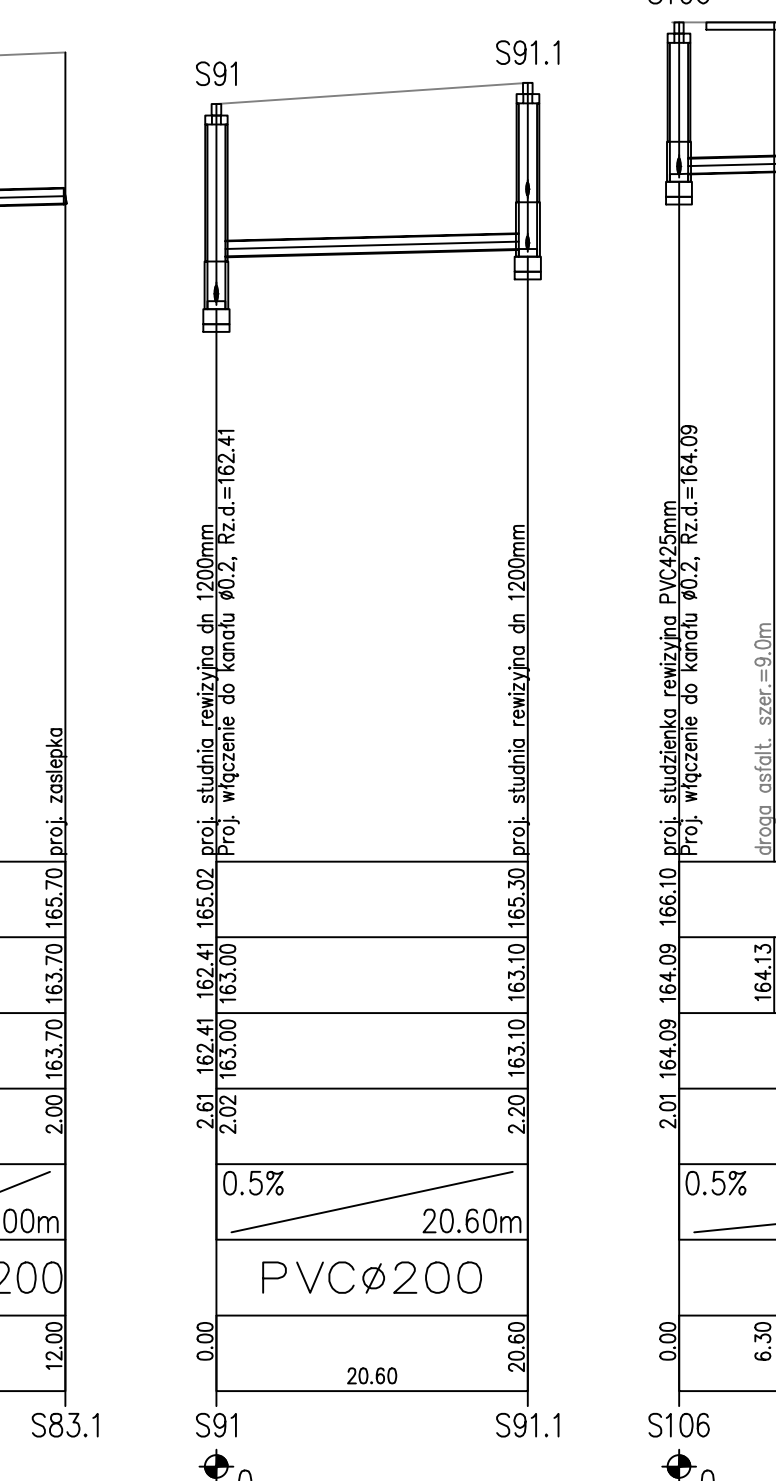 S91
S91.1
proj. zaslepka
proj. studnia rewizyjna dn 1200mm
Proj. włączenie do kanału ø0.2, Rz.d.=162.41
proj. studnia rewizyjna dn 1200mm
proj. studzienka rewizyjna PVC425mm
Proj. włączenie do kanału ø0.2, Rz.d.=164.09
droga asfalt. szer.=9.0m
165.70
165.02
165.30
166.10
163.70
162.41
163.00
163.10
164.09
164.13
163.70
162.41
163.00
163.10
164.09
2.00
2.61
2.02
2.20
2.01
0.5%
0.5%
00m
20.60m
200
PVCø200
12.00
0.00
20.60
20.60
0.00
6.30
S83.1
S91
S91.1
S106